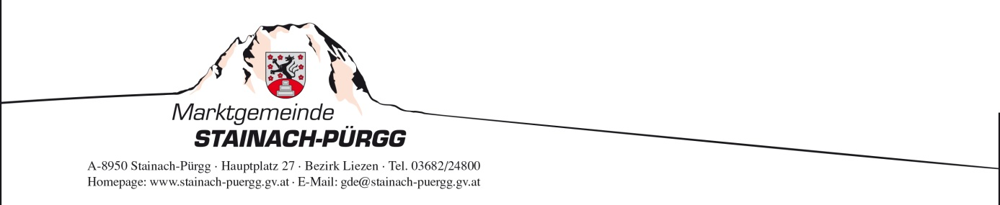 Marktgemeinde
STAINACH-PÜRGG
A-8950 Stainach-Pürgg · Hauptplatz 27 · Bezirk Liezen · Tel. 03682/24800
Homepage: www.stainach-puergg.gv.at · E-Mail: gde@stainach-puergg.gv.at